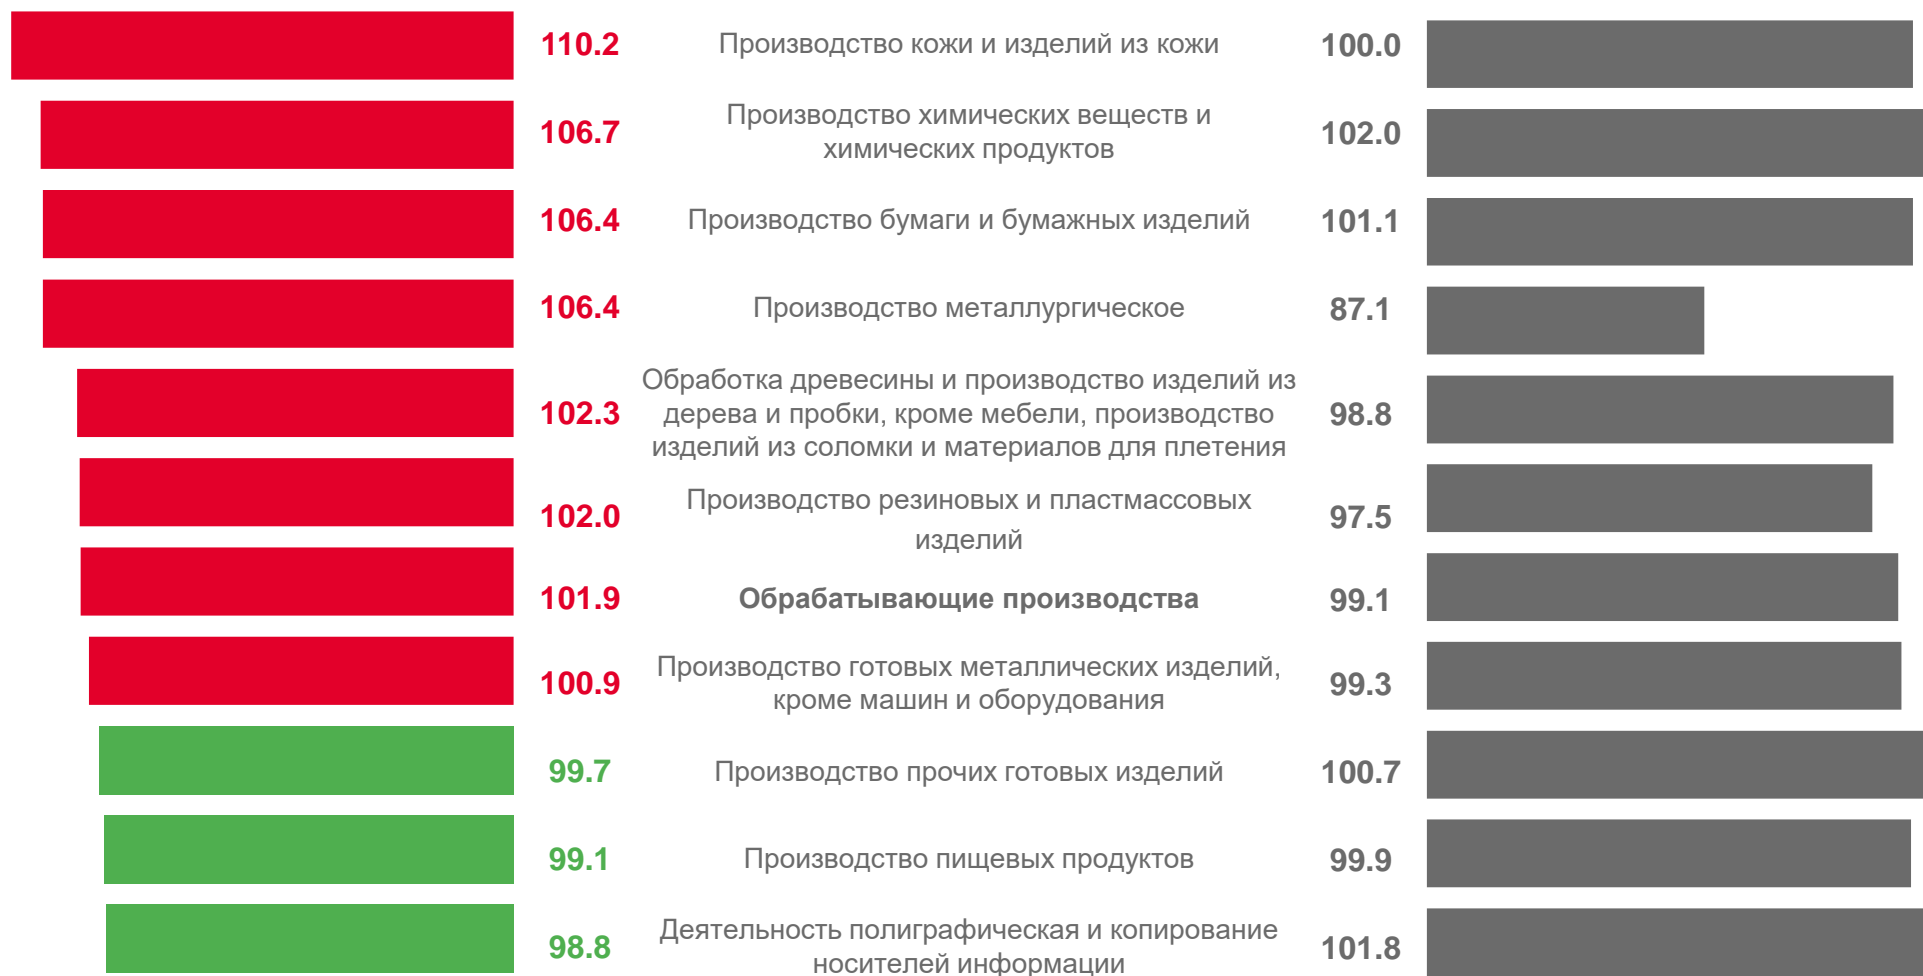 110.2 Производство кожи и изделий из кожи 100.0
Производство химических веществ и
106.7 химических продуктов 102.0
106.4 Производство бумаги и бумажных изделий 101.1
106.4 Производство металлургическое 87.1
Обработка древесины и производство изделий из
102.3 дерева и пробки, кроме мебели, производство 98.8
изделий из соломки и материалов для плетения
Производство резиновых и пластмассовых
102.0 изделий 97.5
101.9 Обрабатывающие производства 99.1
Производство готовых металлических изделий,
100.9 кроме машин и оборудования 99.3
99.7 Производство прочих готовых изделий 100.7
99.1 Производство пищевых продуктов 99.9
Деятельность полиграфическая и копирование
98.8 носителей информации 101.8